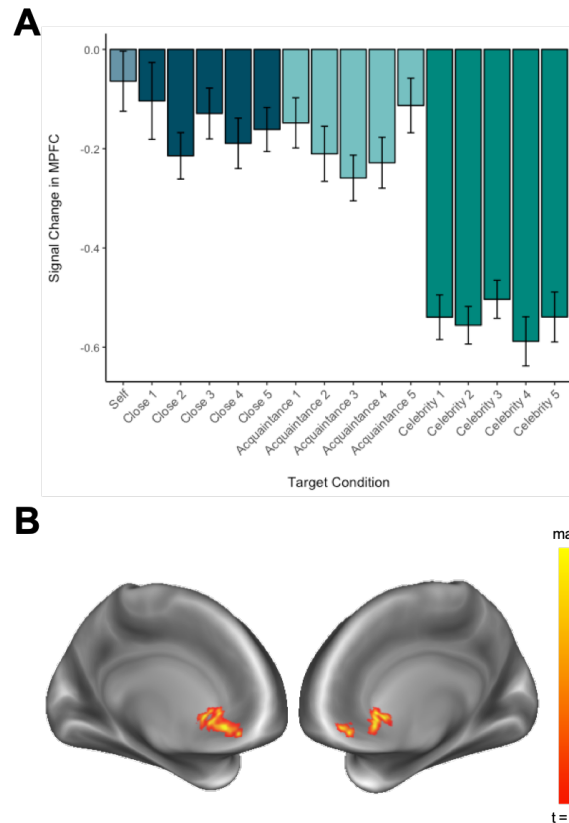 A
0.0
-0.2
-0.4
-0.6
Signal Change in MPFC
Self
Close 1
Close 2
Close 3
Close 4
Close 5
Acquaintance 1
Acquaintance 2
Acquaintance 3
Acquaintance 4
Acquaintance 5
Celebrity 1
Celebrity 2
Celebrity 3
Celebrity 4
Celebrity 5
Target Condition
B
ma
t =